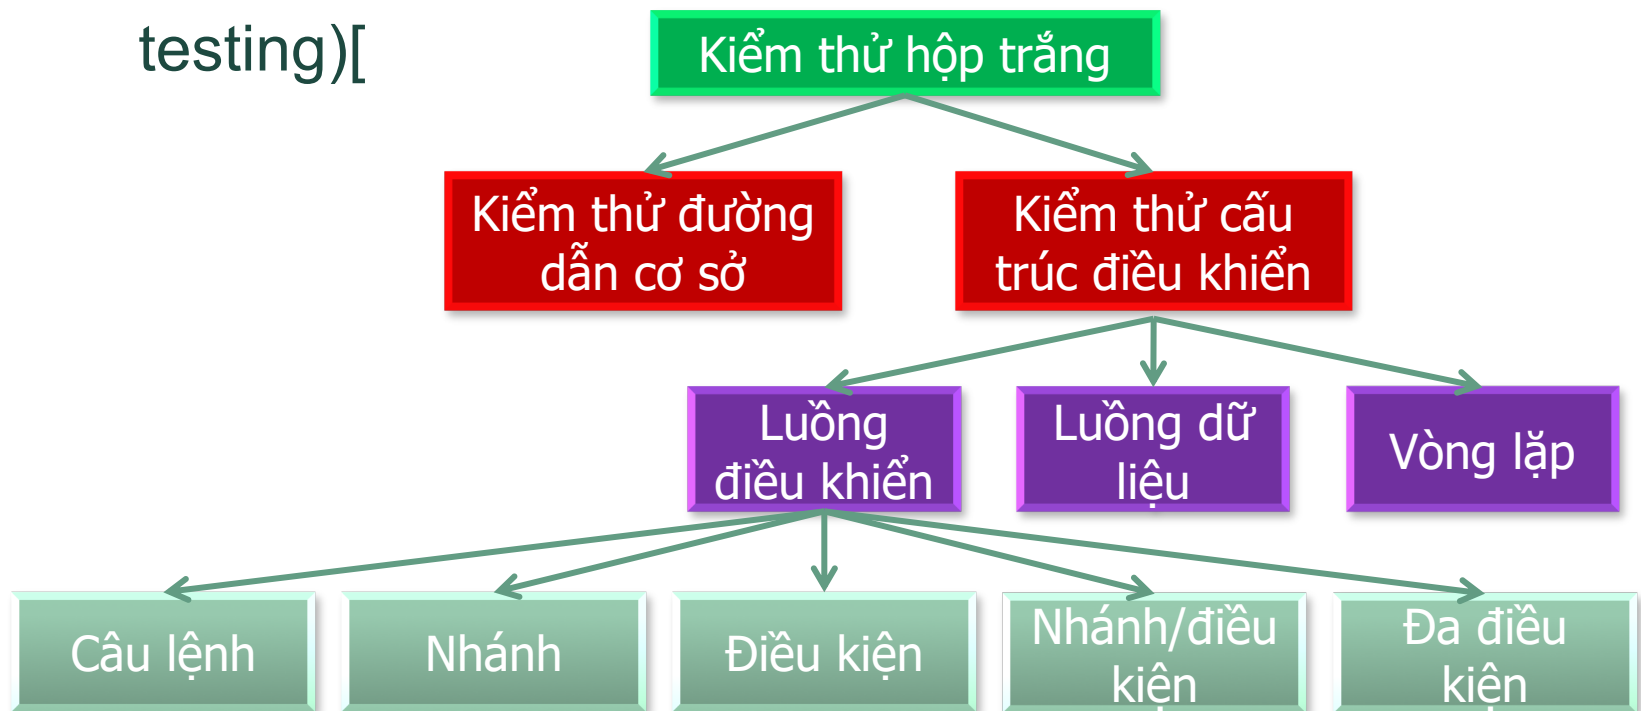 testing)[
Kiểm thử hộp trắng
Kiểm thử đường
dẫn cơ sở
Kiểm thử cấu
trúc điều khiển
Luồng
điều khiển
Luồng dữ
liệu
Vòng lặp
Câu lệnh
Nhánh
Điều kiện
Nhánh/điều
kiện
Đa điều
kiện